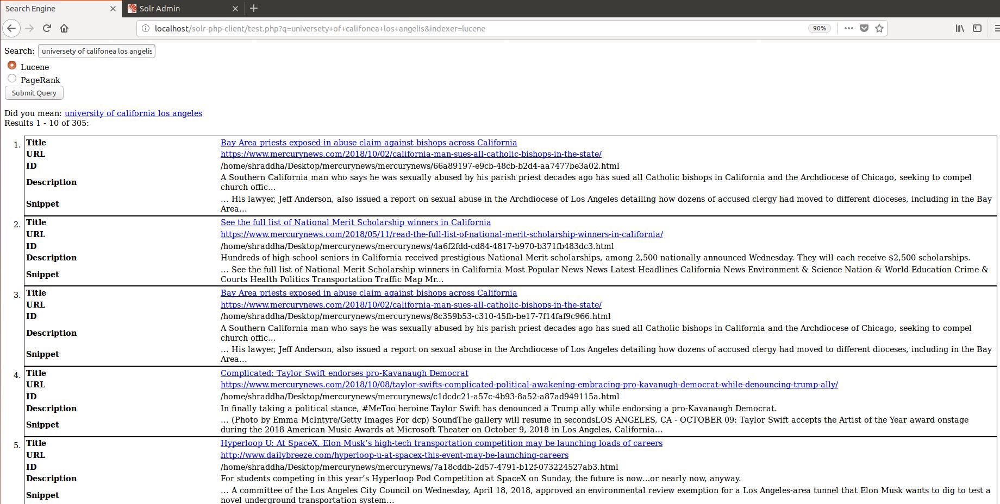 Search Engine
Solr Admin
localhost/solr-php-client/test.php?q=universety+of+califonea+los+angelis&indexer=lucene
90%
Search: universety of califonea los angelis
Lucene
PageRank
Submit Query
Did you mean: university of california los angeles
Results 1 - 10 of 305:
1. Title Bay Area priests exposed in abuse claim against bishops across California
URL https://www.mercurynews.com/2018/10/02/california-man-sues-all-catholic-bishops-in-the-state/
ID /home/shraddha/Desktop/mercurynews/mercurynews/66a89197-e9cb-48cb-b2d4-aa7477be3a02.html
Description A Southern California man who says he was sexually abused by his parish priest decades ago has sued all Catholic bishops in California and the Archdiocese of Chicago, seeking to compel
church offic...
Snippet ... His lawyer, Jeff Anderson, also issued a report on sexual abuse in the Archdiocese of Los Angeles detailing how dozens of accused clergy had moved to different dioceses, including in the Bay
Area...
2. Title See the full list of National Merit Scholarship winners in California
URL https://www.mercurynews.com/2018/05/11/read-the-full-list-of-national-merit-scholarship-winners-in-california/
ID /home/shraddha/Desktop/mercurynews/mercurynews/4a6f2fdd-cd84-4817-b970-b371fb483dc3.html
Description Hundreds of high school seniors in California received prestigious National Merit scholarships, among 2,500 nationally announced Wednesday. They will each receive $2,500 scholarships.
Snippet ... See the full list of National Merit Scholarship winners in California Most Popular News News Latest Headlines California News Environment & Science Nation & World Education Crime &
Courts Health Politics Transportation Traffic Map Mr...
3. Title Bay Area priests exposed in abuse claim against bishops across California
URL https://www.mercurynews.com/2018/10/02/california-man-sues-all-catholic-bishops-in-the-state/
ID /home/shraddha/Desktop/mercurynews/mercurynews/8c359b53-c310-45fb-be17-7f14faf9c966.html
Description A Southern California man who says he was sexually abused by his parish priest decades ago has sued all Catholic bishops in California and the Archdiocese of Chicago, seeking to compel
church offic...
Snippet ... His lawyer, Jeff Anderson, also issued a report on sexual abuse in the Archdiocese of Los Angeles detailing how dozens of accused clergy had moved to different dioceses, including in the Bay
Area...
4. Title Complicated: Taylor Swift endorses pro-Kavanaugh Democrat
URL https://www.mercurynews.com/2018/10/08/taylor-swifts-complicated-political-awakening-embracing-pro-kavanugh-democrat-while-denouncing-trump-ally/
ID /home/shraddha/Desktop/mercurynews/mercurynews/c1dcdc21-a57c-4b93-8a52-a87ad949115a.html
Description In finally taking a political stance, #MeToo heroine Taylor Swift has denounced a Trump ally while endorsing a pro-Kavanaugh Democrat.
Snippet ... (Photo by Emma McIntyre/Getty Images For dcp) SoundThe gallery will resume in secondsLOS ANGELES, CA - OCTOBER 09: Taylor Swift accepts the Artist of the Year award onstage
during the 2018 American Music Awards at Microsoft Theater on October 9, 2018 in Los Angeles, California...
5. Title Hyperloop U: At SpaceX, Elon Musk’s high-tech transportation competition may be launching loads of careers
URL http://www.dailybreeze.com/hyperloop-u-at-spacex-this-event-may-be-launching-careers
ID /home/shraddha/Desktop/mercurynews/mercurynews/7a18cddb-2d57-4791-b12f-073224527ab3.html
Description For students competing in this year’s Hyperloop Pod Competition at SpaceX on Sunday, the future is now...or nearly now, anyway.
Snippet ... A committee of the Los Angeles City Council on Wednesday, April 18, 2018, approved an environmental review exemption for a Los Angeles-area tunnel that Elon Musk wants to dig to test a
novel underground transportation system...